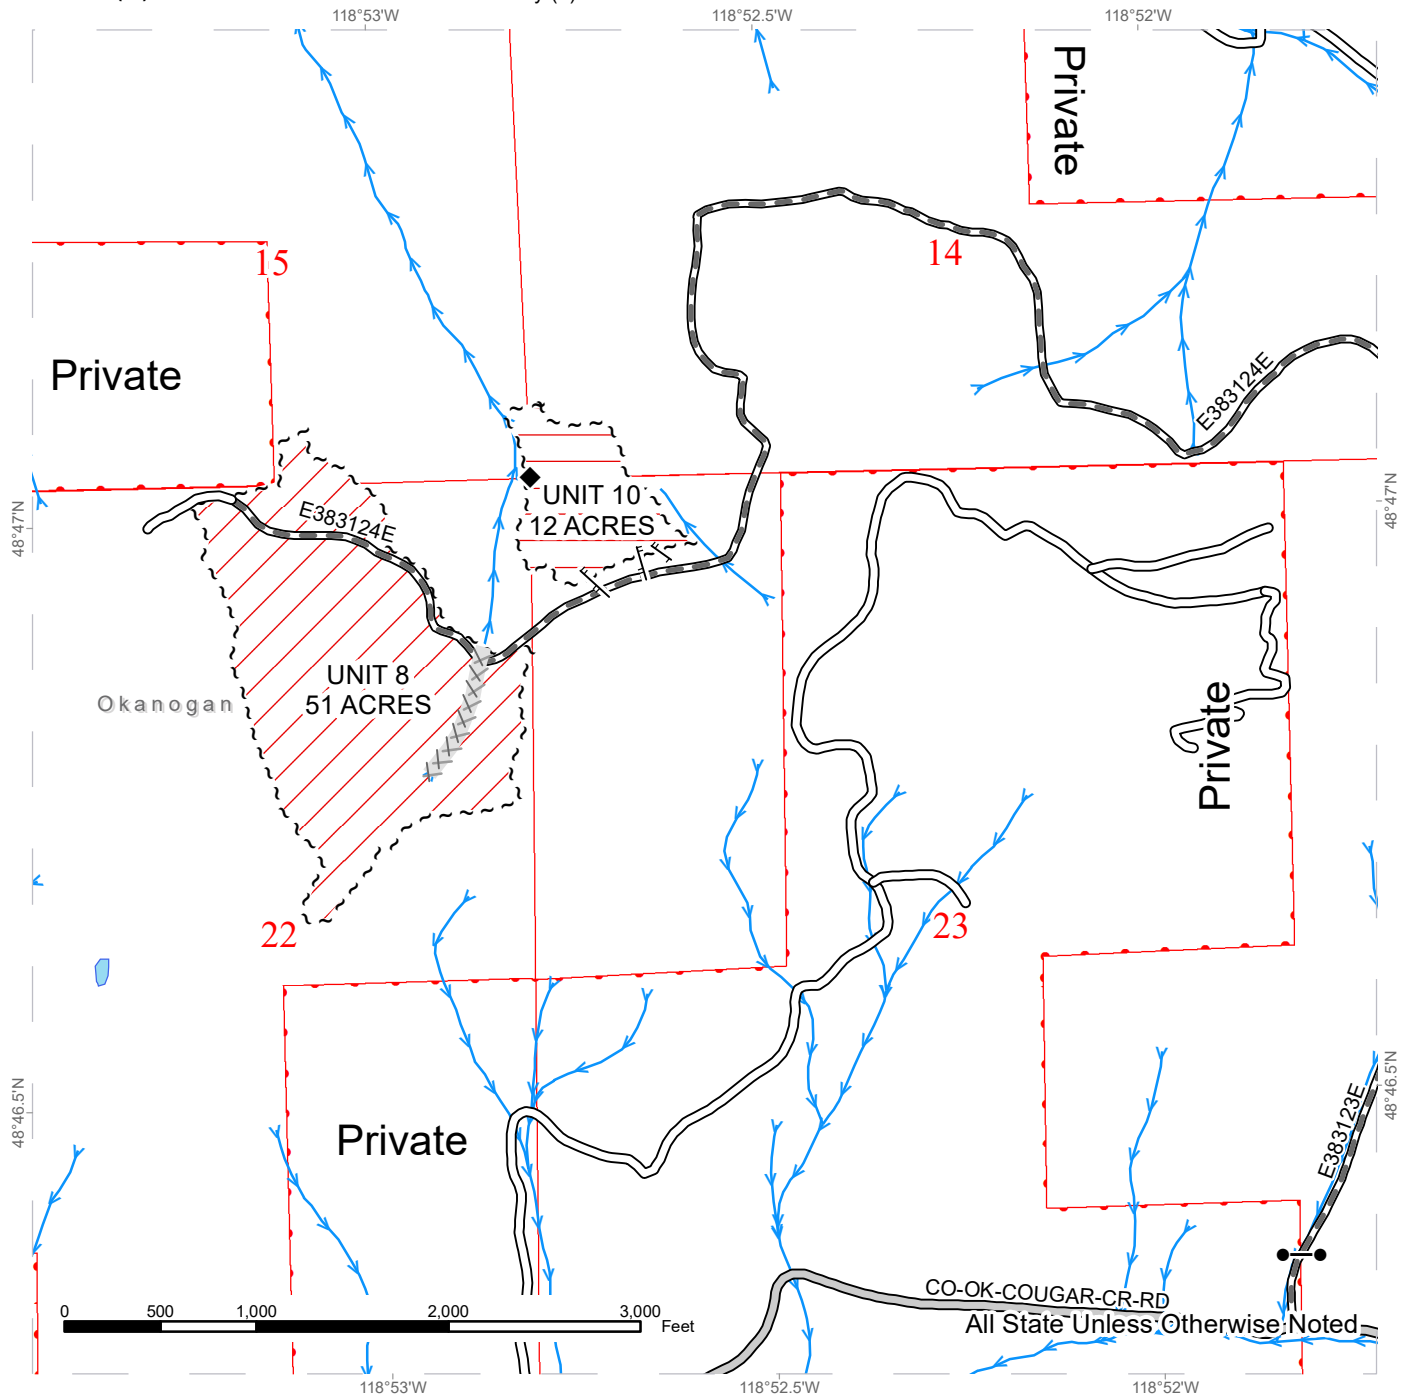 118°53'W
118°52.5'W
118°52'W
Private
14
15
Private
E383124E
48°47'N
48°47'N
UNIT 10
12 ACRES
E383124E
UNIT 8
51 ACRES
Okanogan
Private
22
23
48°46.5'N
48°46.5'N
E383123E
Private
CO-OK-COUGAR-CR-RD
0 500 1,000 2,000 3,000
Feet
All State Unless Otherwise Noted
118°53'W
118°52.5'W
118°52'W